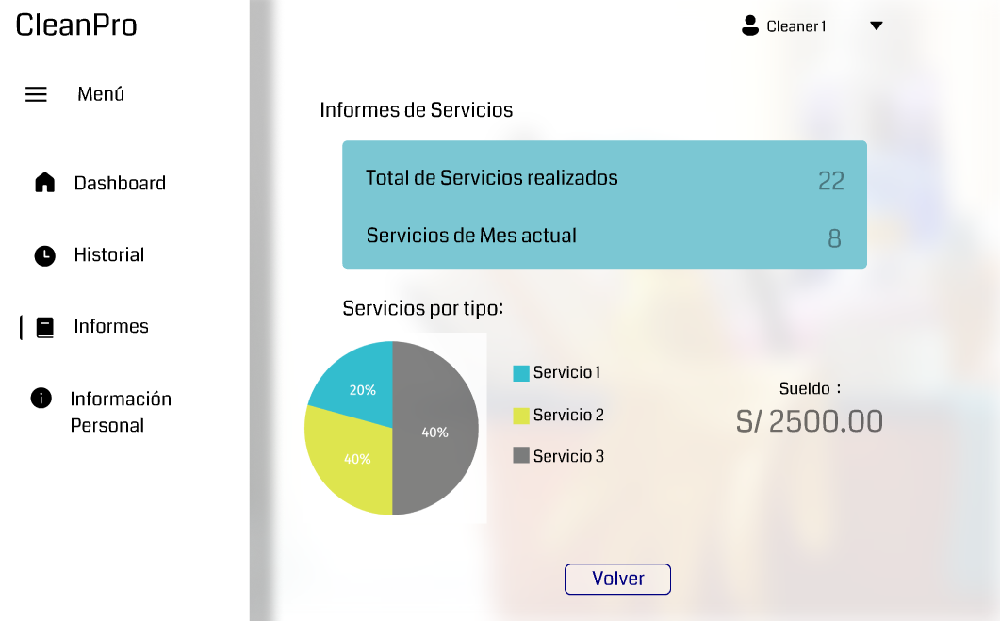 CleanPro
Cleaner 1
Menú
Dashboard
Historial
Informes
Información
Personal
Informes de Servicios
Total de Servicios realizados 22
Servicios de Mes actual 8
Servicios por tipo:
20%
40%
40%
Servicio 1
Servicio 2
Servicio 3
Sueldo :
S/ 2500.00
Volver